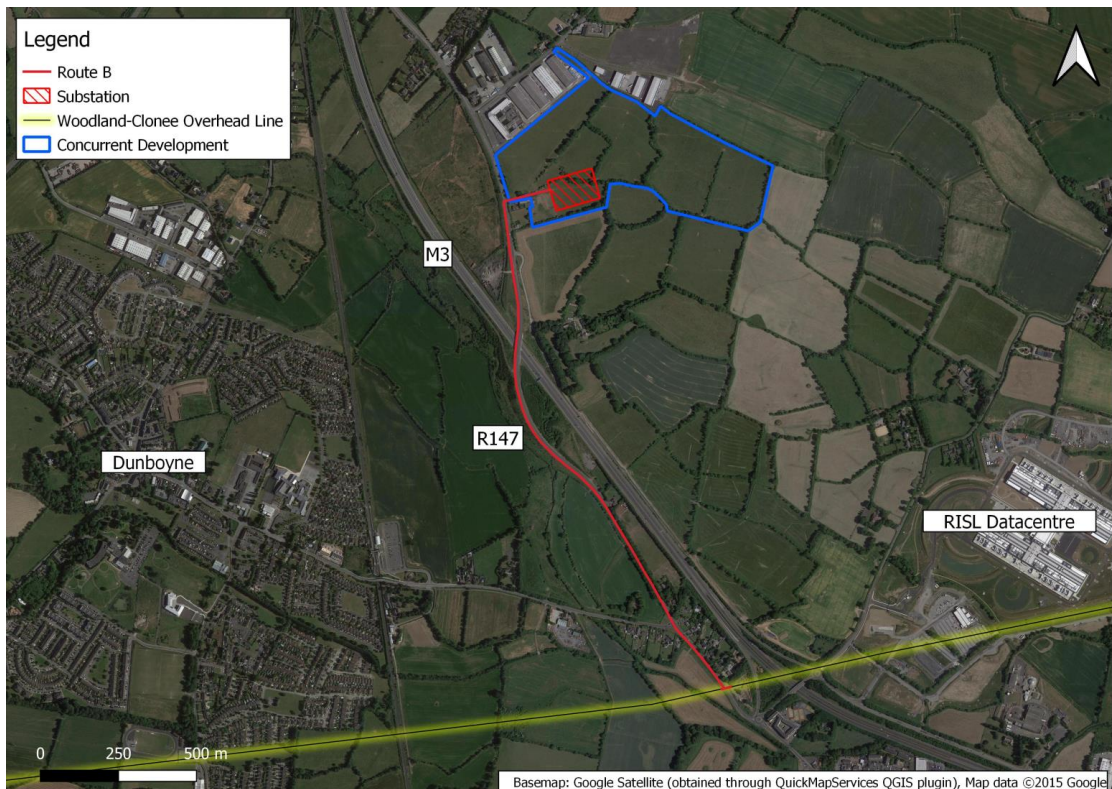 Legend
Route B
Substation
Woodland-Clonee Overhead Line
Concurrent Development
M3
R147
Dunboyne
RISL Datacentre
0 250 500 m
Basemap: Google Satellite (obtained through QuickMapServices QGIS plugin), Map data ©2015 Google